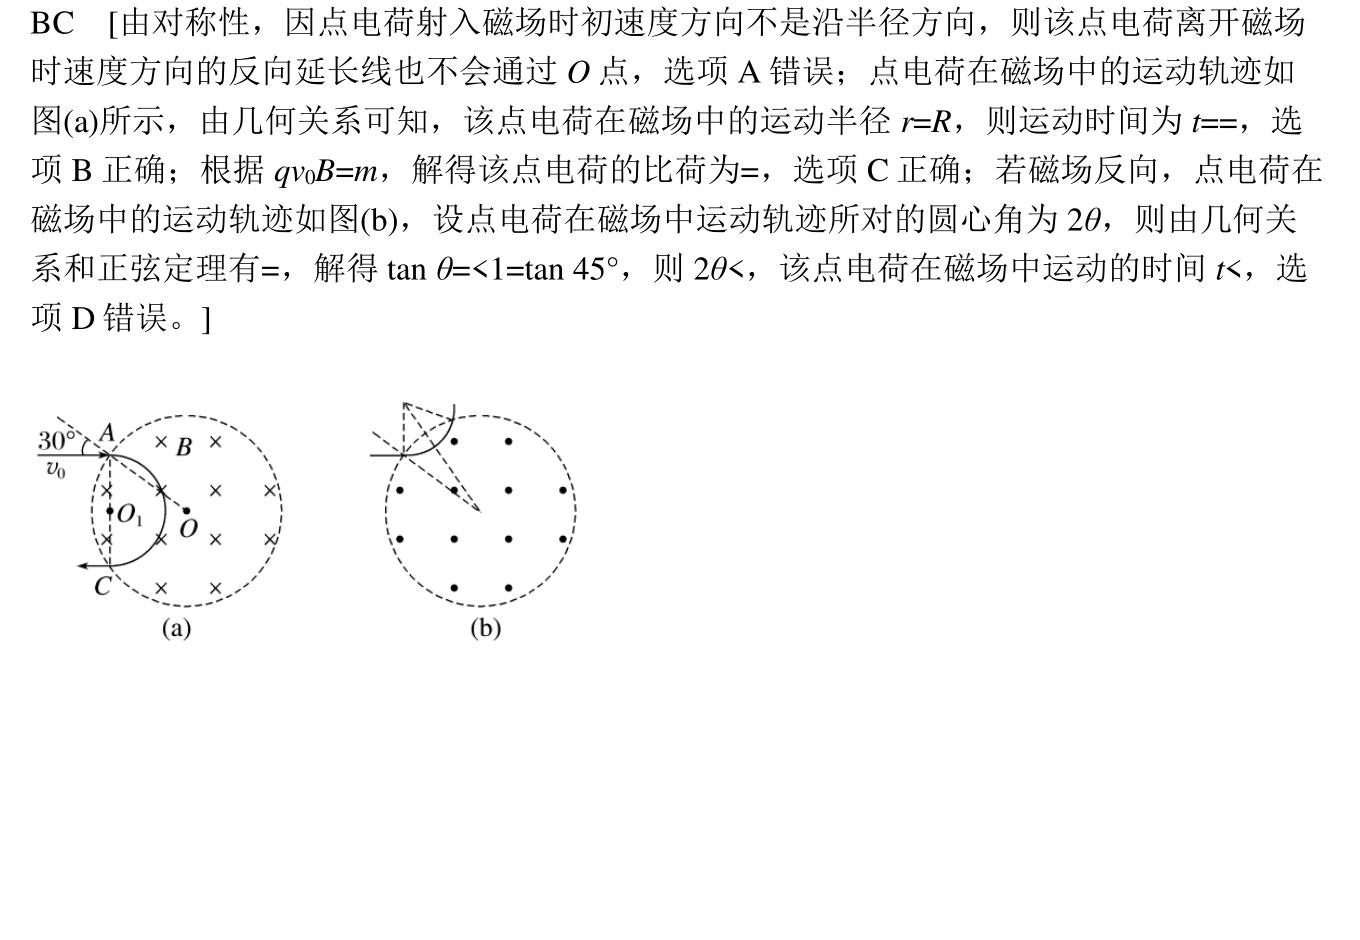 BC [由对称性，因点电荷射入磁场时初速度方向不是沿半径方向，则该点电荷离开磁场
时速度方向的反向延长线也不会通过 O 点，选项 A 错误；点电荷在磁场中的运动轨迹如
图(a)所示，由几何关系可知，该点电荷在磁场中的运动半径 r=R，则运动时间为 t==，选
项 B 正确；根据 qv₀B=m，解得该点电荷的比荷为=，选项 C 正确；若磁场反向，点电荷在
磁场中的运动轨迹如图(b)，设点电荷在磁场中运动轨迹所对的圆心角为 2θ，则由几何关
系和正弦定理有=，解得 tan θ=<1=tan 45°，则 2θ<，该点电荷在磁场中运动的时间 t<，选
项 D 错误。]
30° A B
v₀
O₁ O
C
(a) (b)